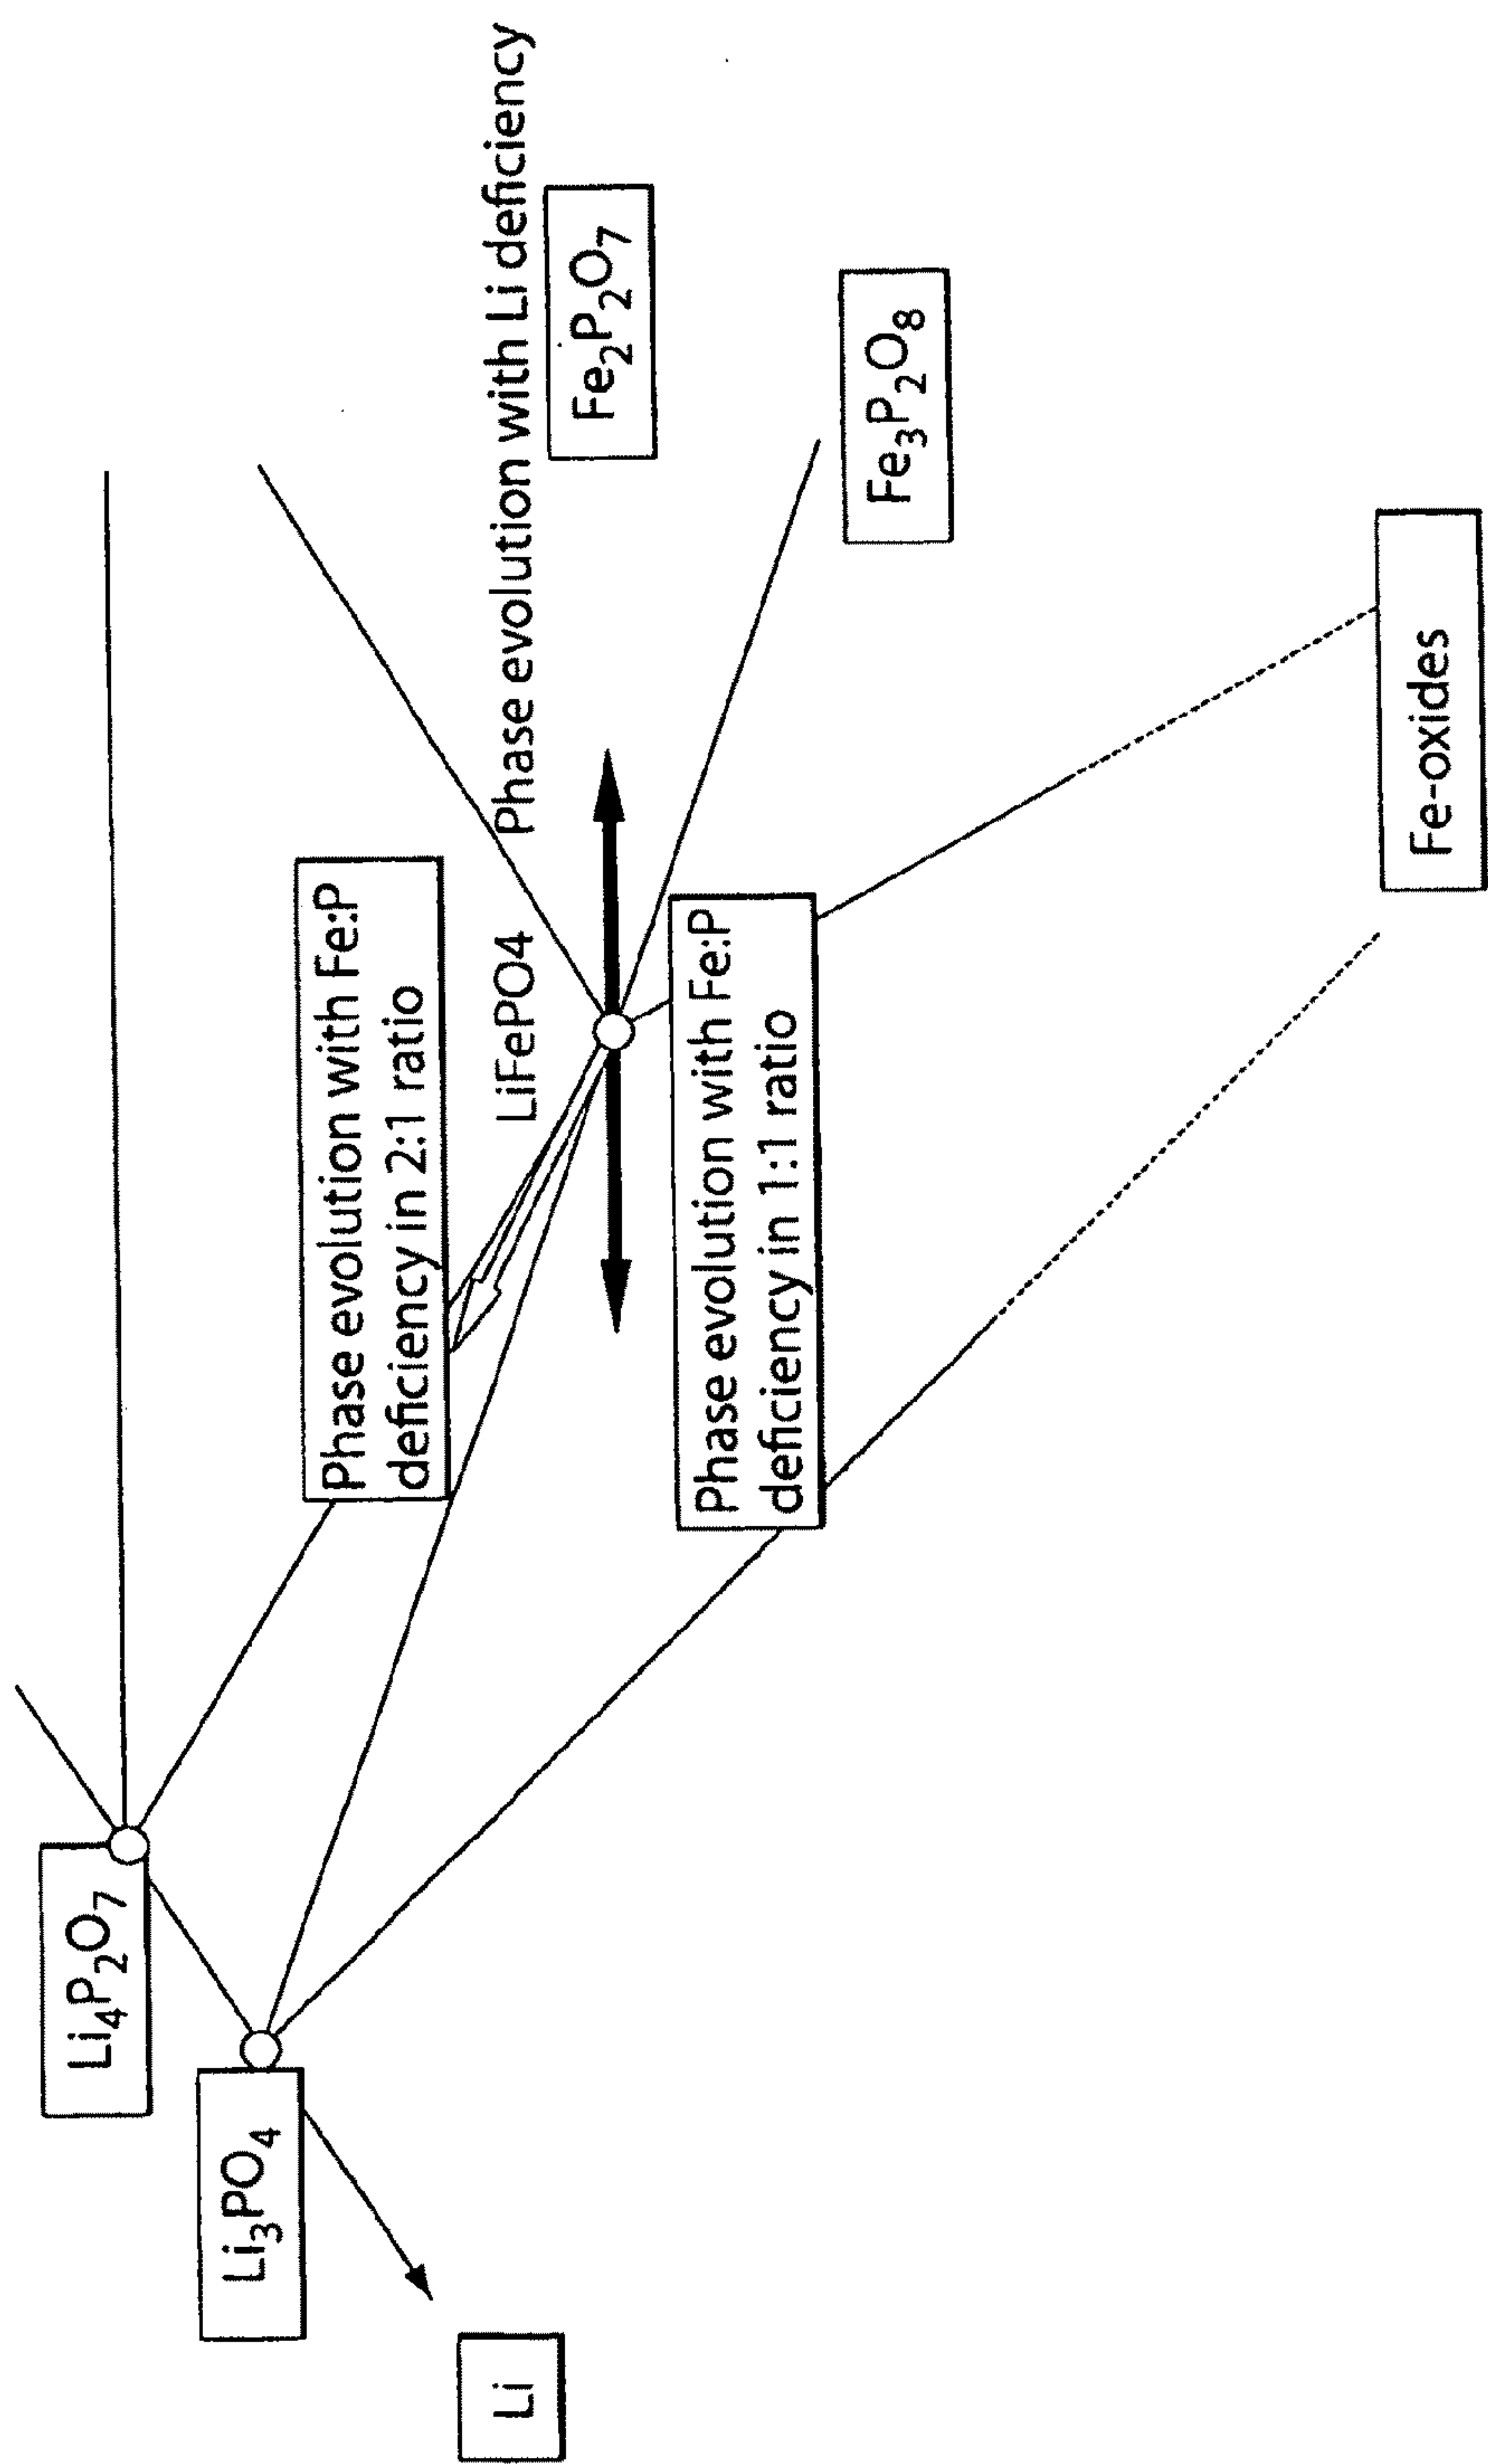 Li₄P₂O₇
Li₃PO₄
Li
Phase evolution with Fe:P
deficiency in 2:1 ratio
LiFePO4
Phase evolution with Li deficiency
Fe₂P₂O₇
Phase evolution with Fe:P
deficiency in 1:1 ratio
Fe₃P₂O₈
Fe-oxides